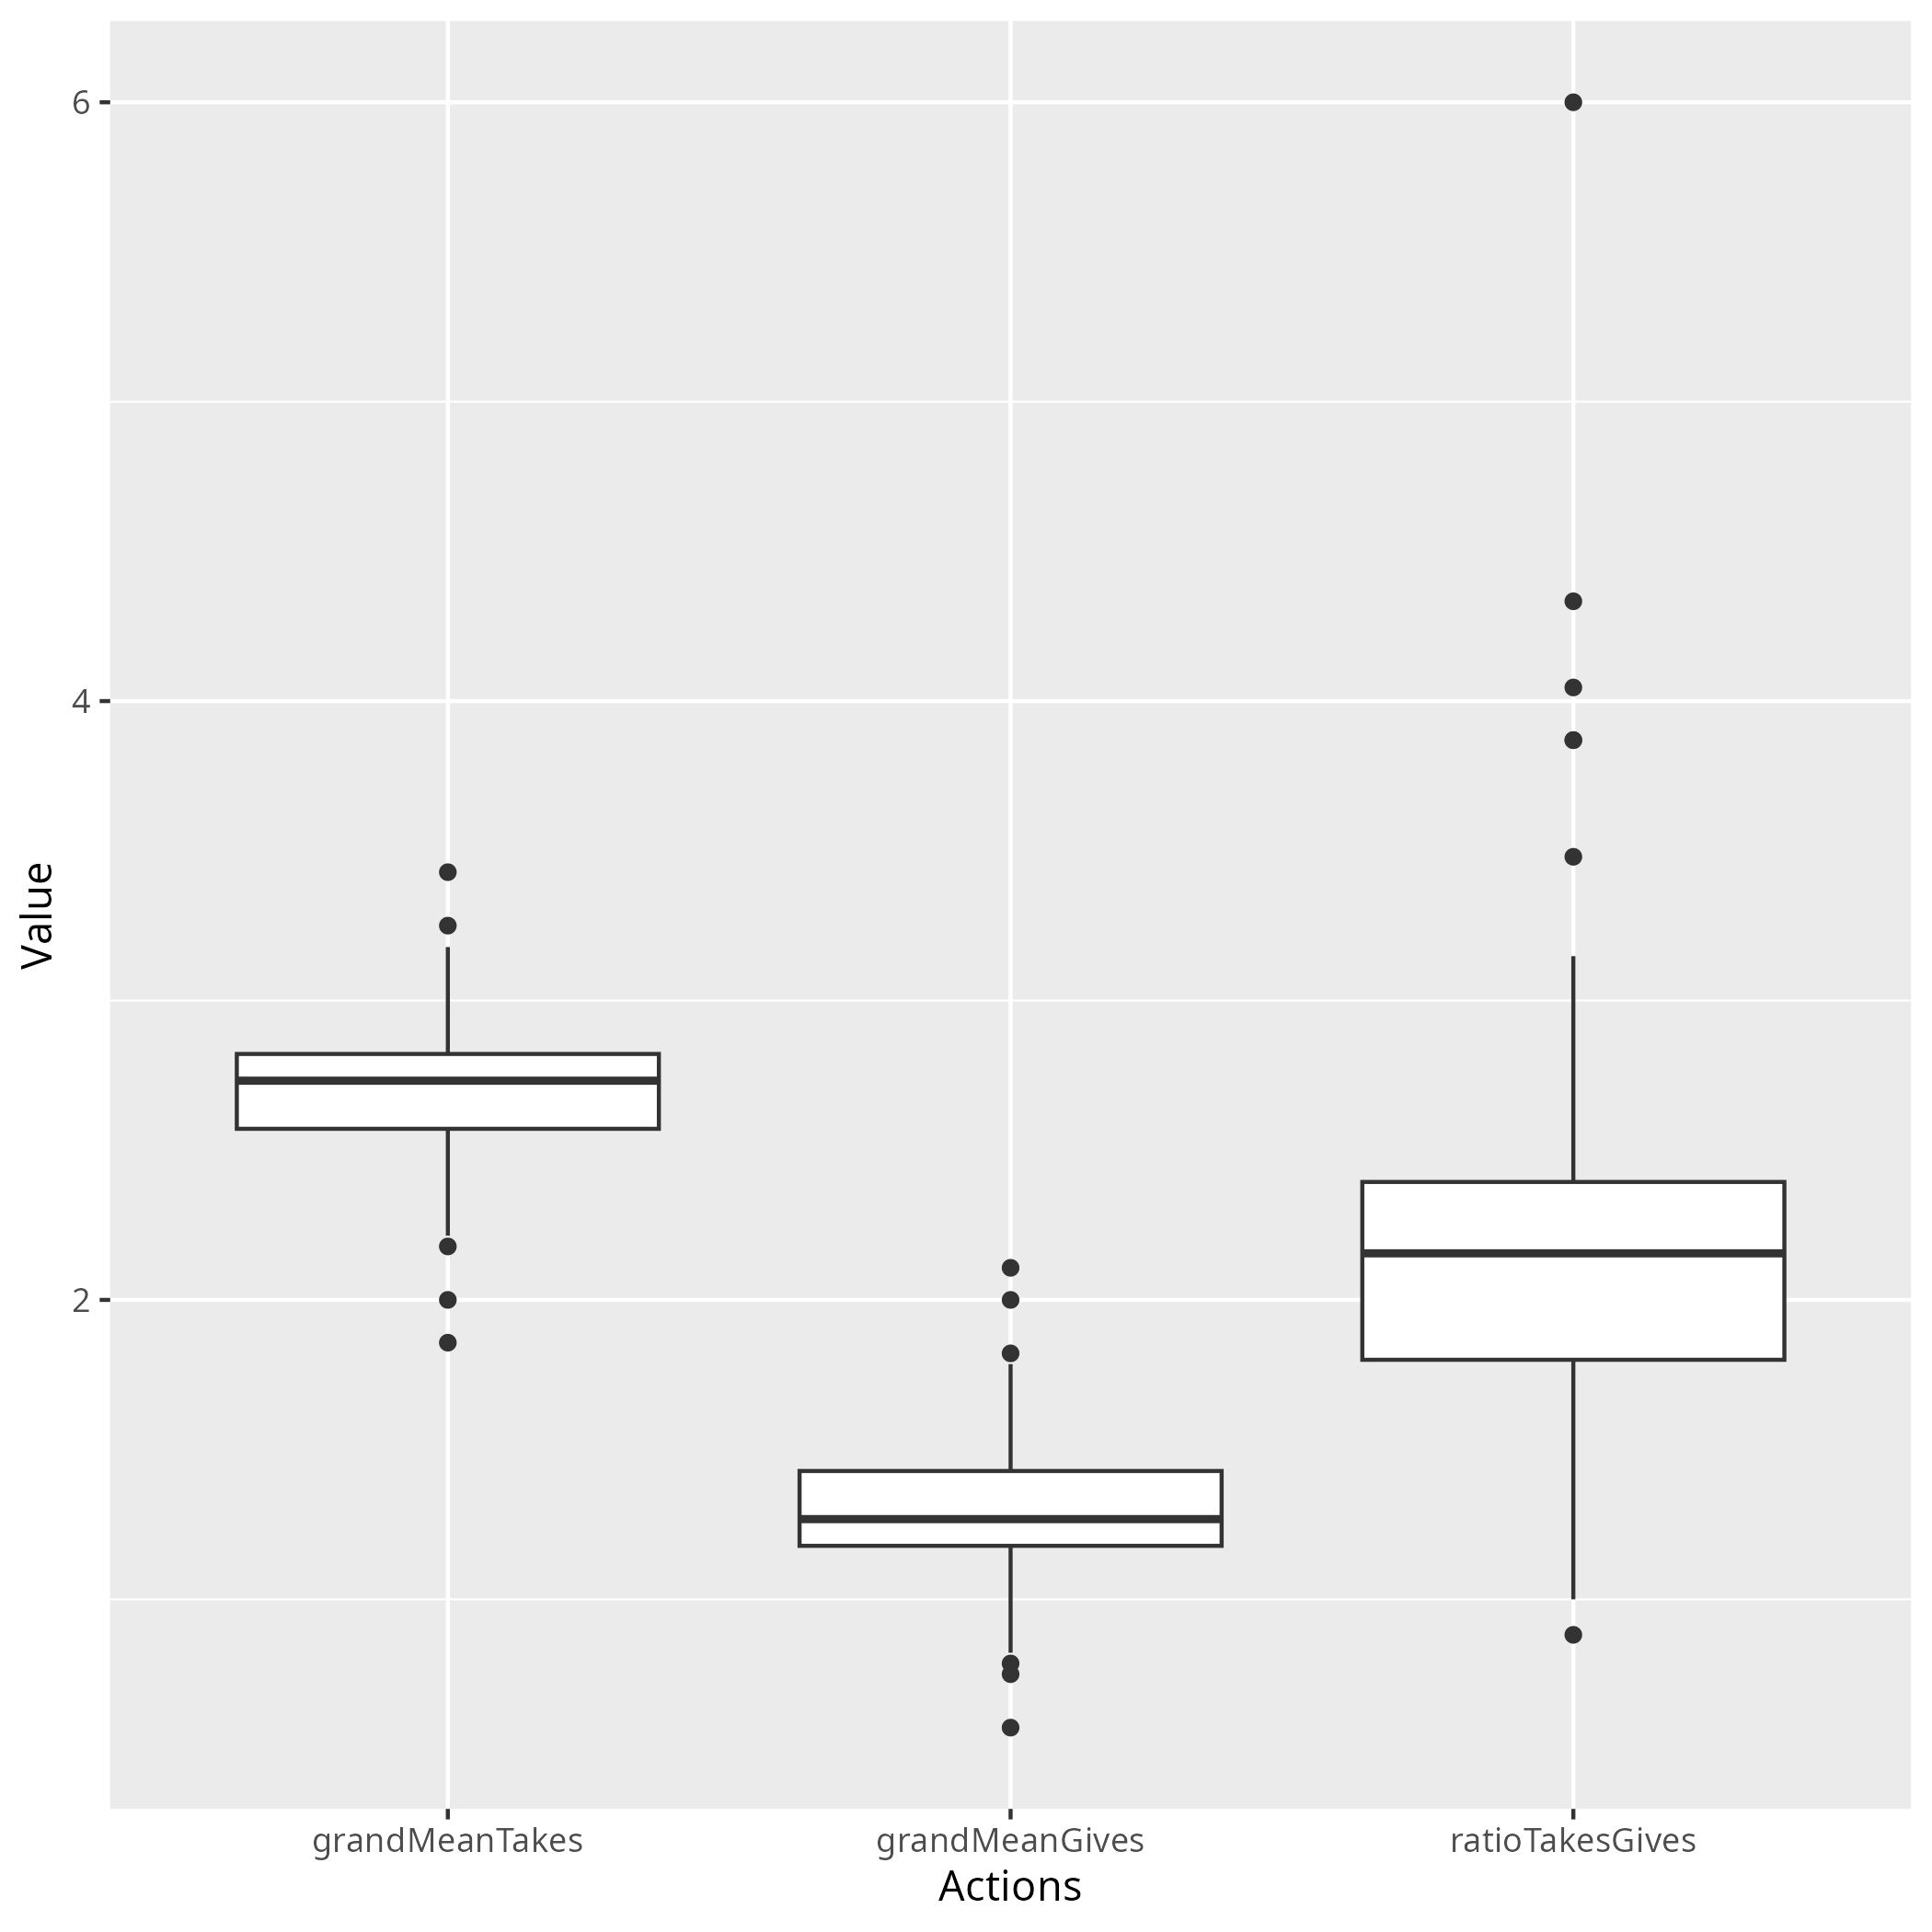 6
4
2
Value
grandMeanTakes
grandMeanGives
ratioTakesGives
Actions